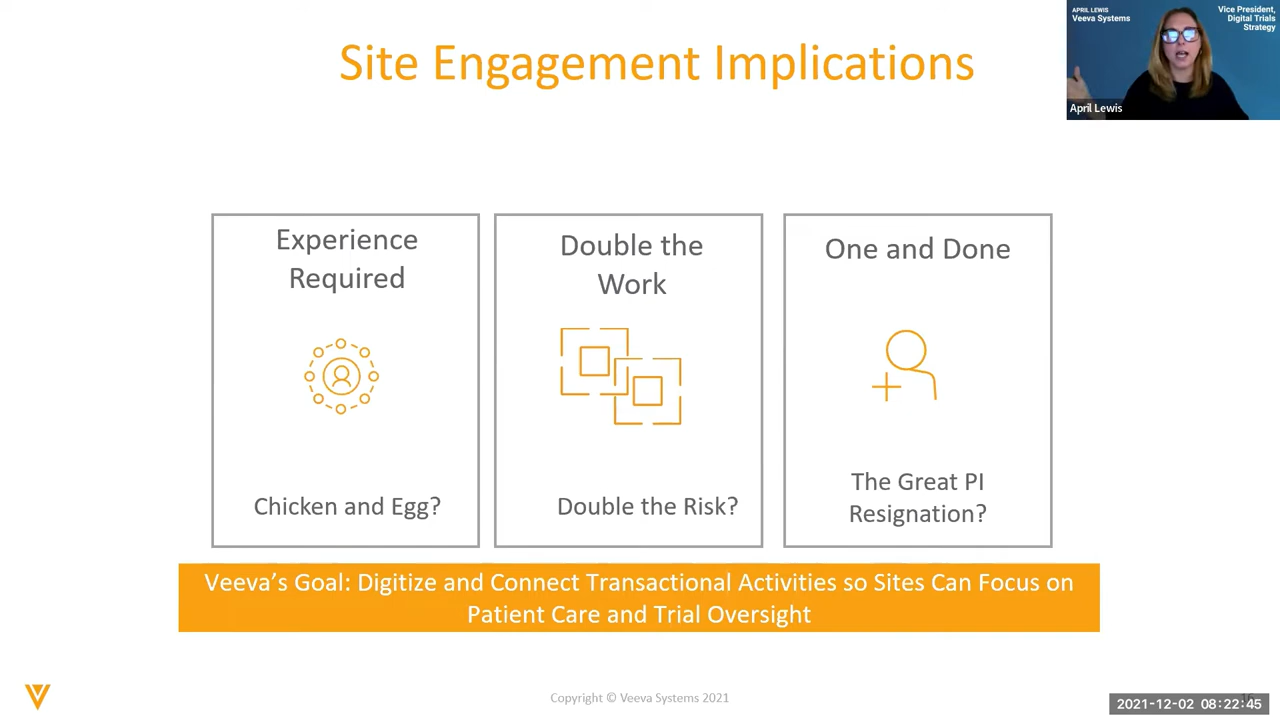 Site Engagement Implications
APRIL LEWIS
Veeva Systems
Vice President,
Digital Trials
Strategy
April Lewis
Experience
Required
Chicken and Egg?
Double the
Work
Double the Risk?
One and Done
The Great PI
Resignation?
Veeva’s Goal: Digitize and Connect Transactional Activities so Sites Can Focus on
Patient Care and Trial Oversight
Copyright © Veeva Systems 2021
2021-12-02 08:22:45